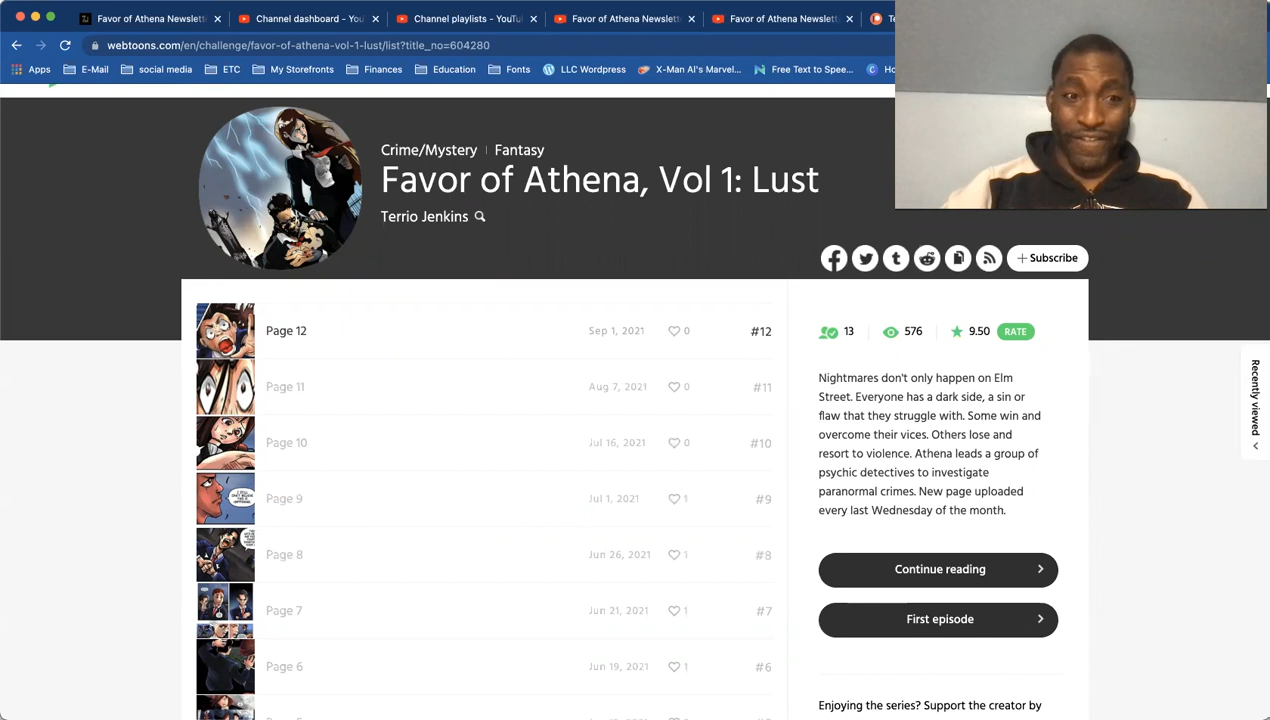 Favor of Athena Newslett
Channel dashboard - You
Channel playlists - YouTu
Favor of Athena Newslett
Favor of Athena Newslett
Te
webtoons.com/en/challenge/favor-of-athena-vol-1-lust/list?title_no=604280
Apps
E-Mail
social media
ETC
My Storefronts
Finances
Education
Fonts
LLC Wordpress
X-Man AI's Marvel...
Free Text to Spee...
Ho
Crime/Mystery
Fantasy
Favor of Athena, Vol 1: Lust
Terrio Jenkins
+ Subscribe
Page 12
Sep 1, 2021
0
#12
Page 11
Aug 7, 2021
0
#11
Page 10
Jul 16, 2021
0
#10
Page 9
Jul 1, 2021
1
#9
Page 8
Jun 26, 2021
1
#8
Page 7
Jun 21, 2021
1
#7
Page 6
Jun 19, 2021
1
#6
13
576
9.50
RATE
Nightmares don't only happen on Elm
Street. Everyone has a dark side, a sin or
flaw that they struggle with. Some win and
overcome their vices. Others lose and
resort to violence. Athena leads a group of
psychic detectives to investigate
paranormal crimes. New page uploaded
every last Wednesday of the month.
Continue reading
First episode
Enjoying the series? Support the creator by
Recently viewed